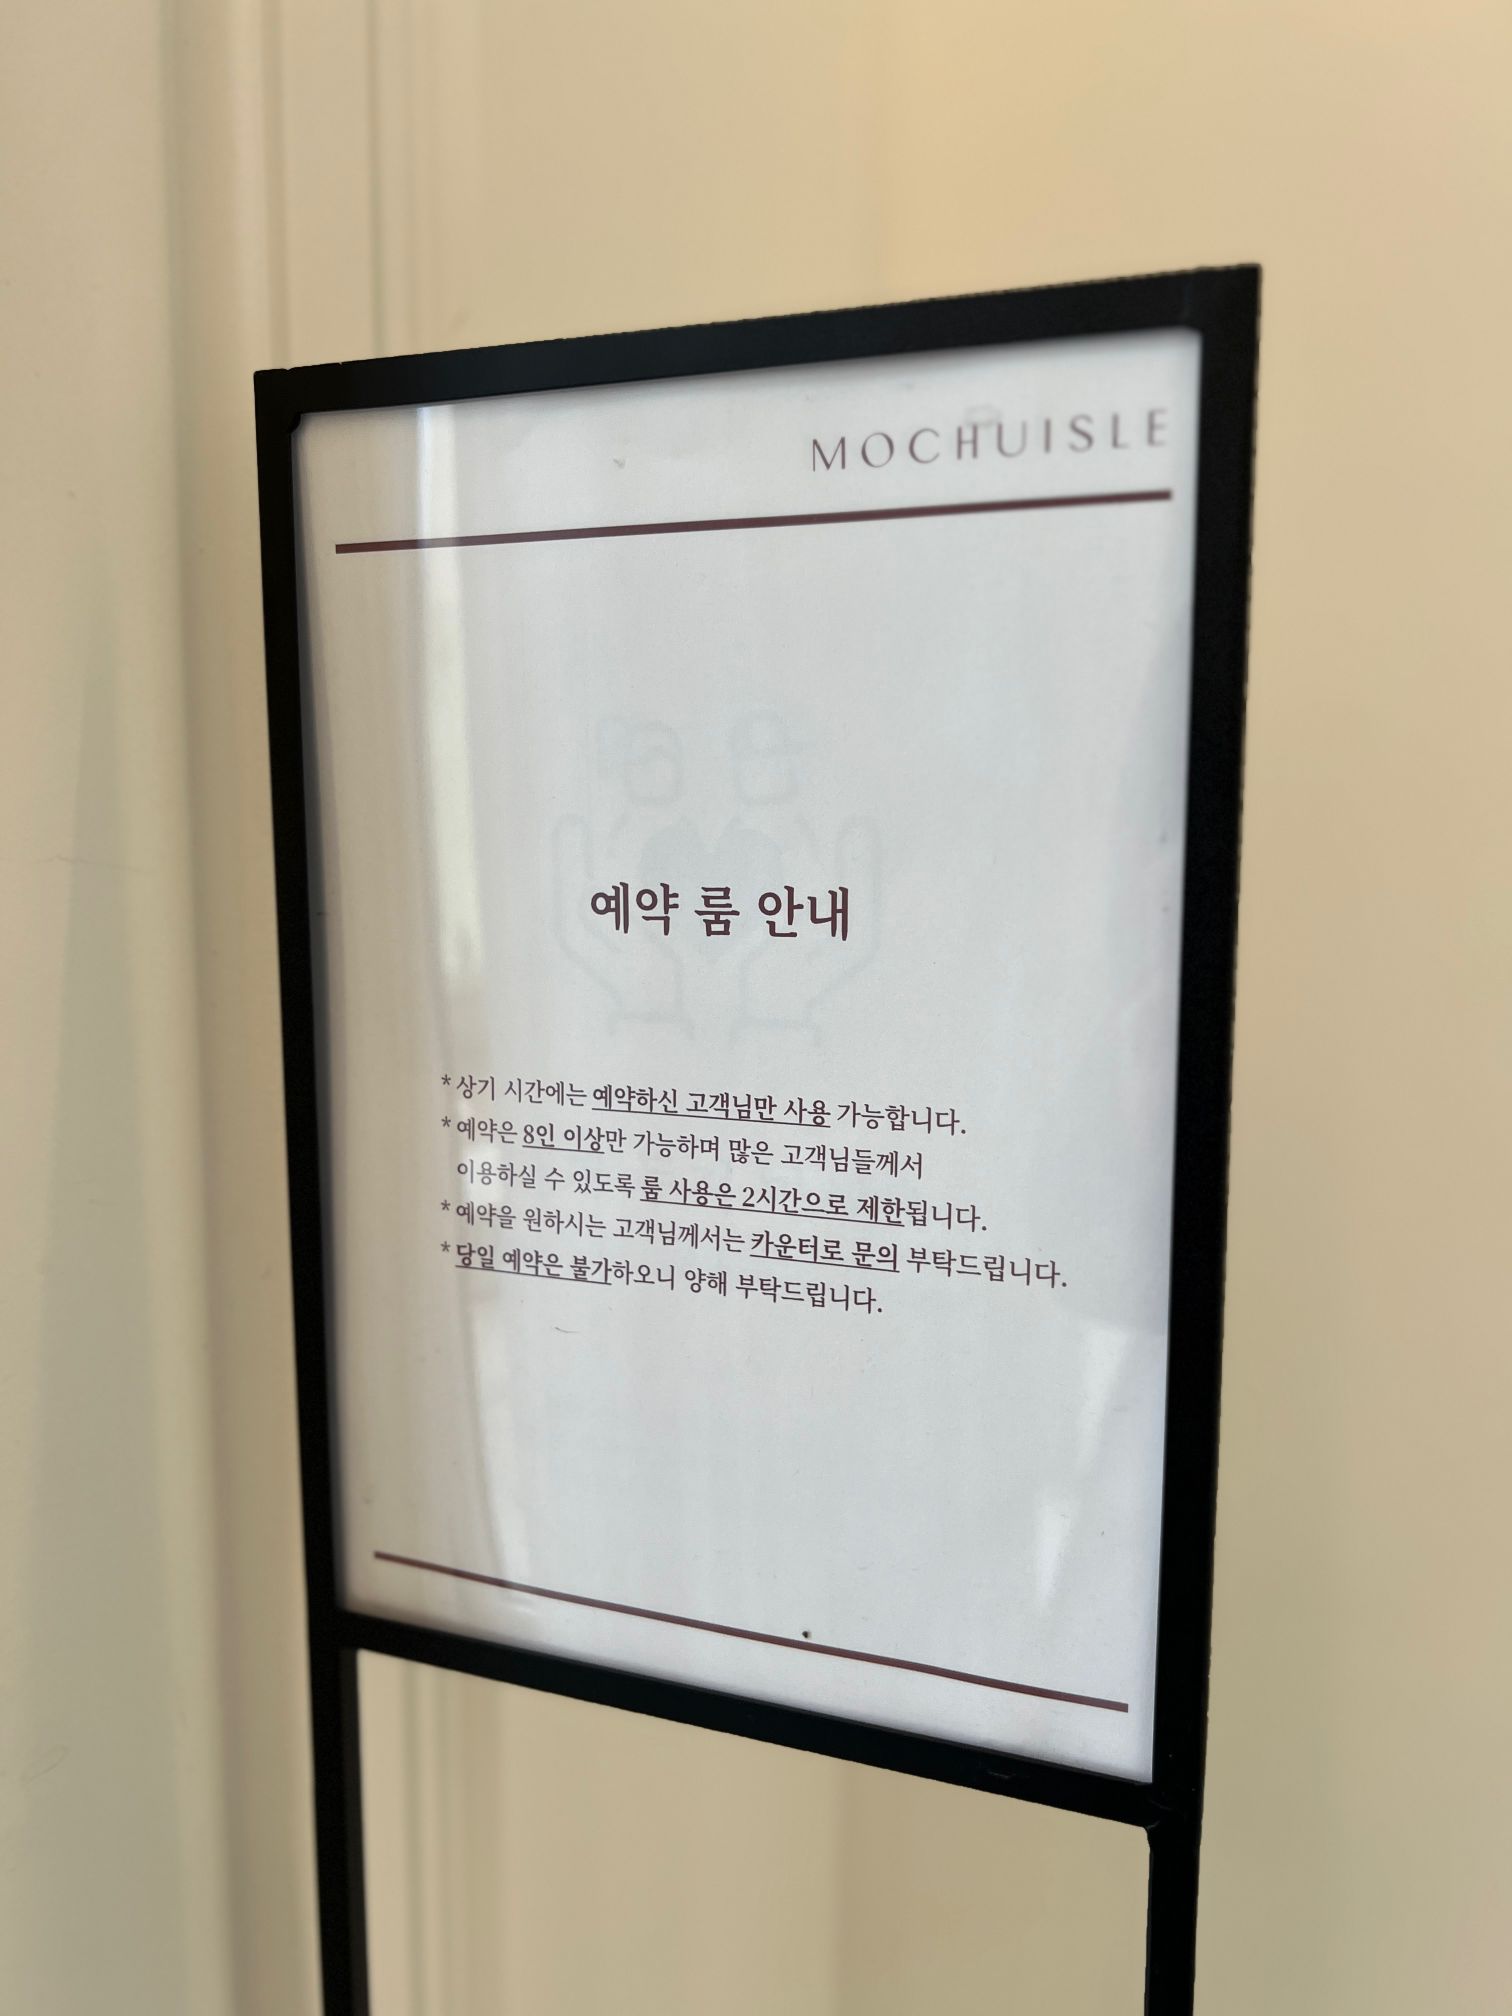 MOCHUISLE
예약 룸 안내
* 상기 시간에는 예약하신 고객님만 사용 가능합니다.
* 예약은 8인 이상만 가능하며 많은 고객님들께서
이용하실 수 있도록 룸 사용은 2시간으로 제한됩니다.
* 예약을 원하시는 고객님께서는 카운터로 문의 부탁드립니다.
* 당일 예약은 불가하오니 양해 부탁드립니다.